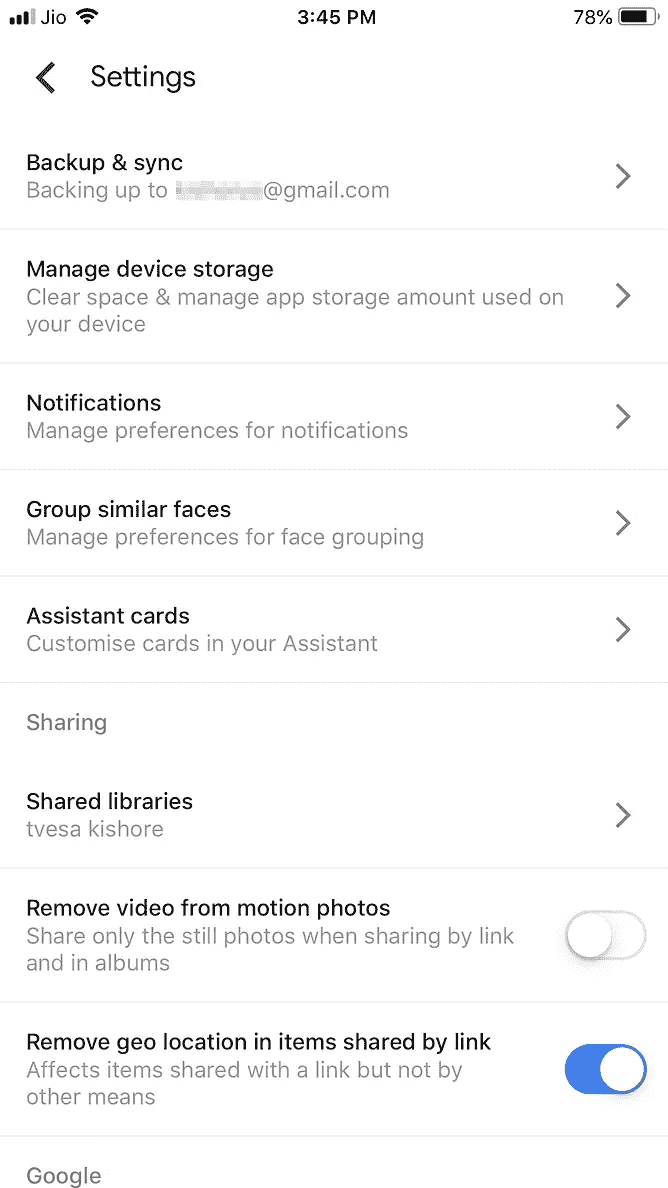 Jio 3:45 PM 78%
Settings
Backup & sync
Backing up to @gmail.com
Manage device storage
Clear space & manage app storage amount used on
your device
Notifications
Manage preferences for notifications
Group similar faces
Manage preferences for face grouping
Assistant cards
Customise cards in your Assistant
Sharing
Shared libraries
tvesa kishore
Remove video from motion photos
Share only the still photos when sharing by link
and in albums
Remove geo location in items shared by link
Affects items shared with a link but not by
other means
Google